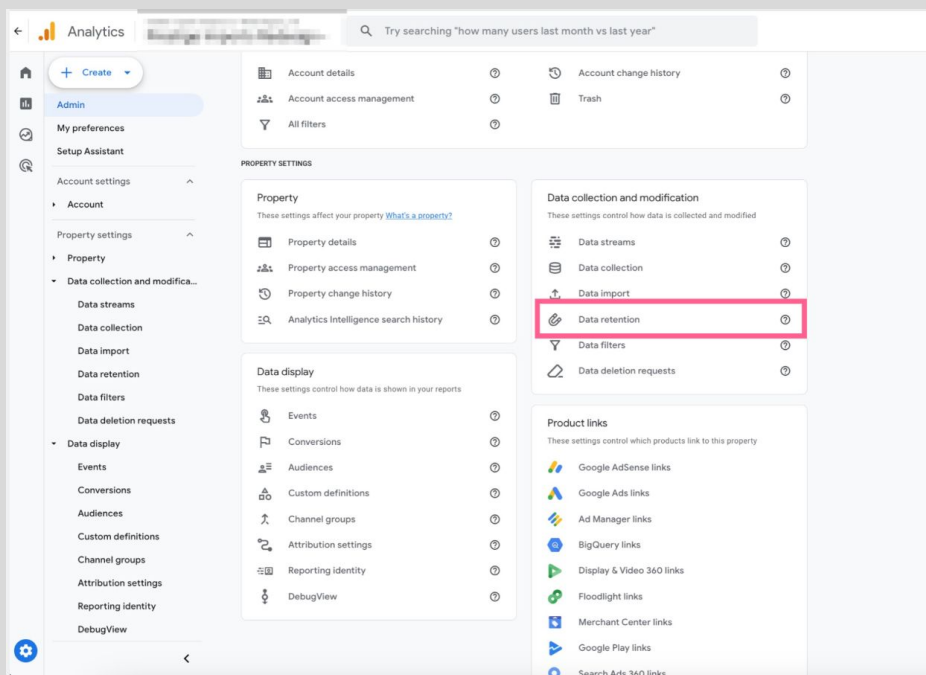 Analytics
Try searching "how many users last month vs last year"
Create
Admin
My preferences
Setup Assistant
Account settings
Account
Property settings
Property
Data collection and modifica...
Data streams
Data collection
Data import
Data retention
Data filters
Data deletion requests
Data display
Events
Conversions
Audiences
Custom definitions
Channel groups
Attribution settings
Reporting identity
DebugView
Account details
Account access management
All filters
Account change history
Trash
PROPERTY SETTINGS
Property
These settings affect your property What's a property?
Property details
Property access management
Property change history
Analytics Intelligence search history
Data display
These settings control how data is shown in your reports
Events
Conversions
Audiences
Custom definitions
Channel groups
Attribution settings
Reporting identity
DebugView
Data collection and modification
These settings control how data is collected and modified
Data streams
Data collection
Data import
Data retention
Data filters
Data deletion requests
Product links
These settings control which products link to this property
Google AdSense links
Google Ads links
Ad Manager links
BigQuery links
Display & Video 360 links
Floodlight links
Merchant Center links
Google Play links
Search Ads 360 links